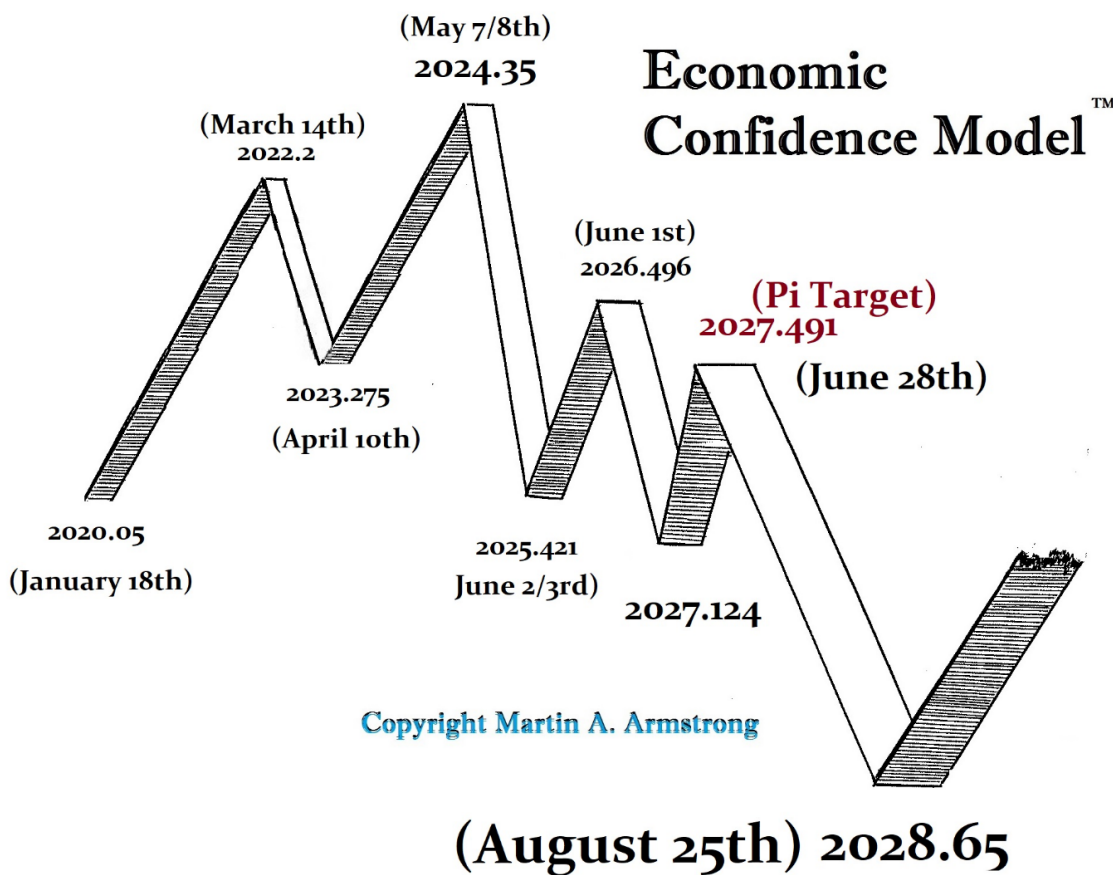 (May 7/8th)
2024.35
Economic
Confidence Model™
(March 14th)
2022.2
(June 1st)
2026.496
(Pi Target)
2027.491
(June 28th)
2023.275
(April 10th)
2020.05
(January 18th)
2025.421
June 2/3rd)
2027.124
Copyright Martin A. Armstrong
(August 25th) 2028.65